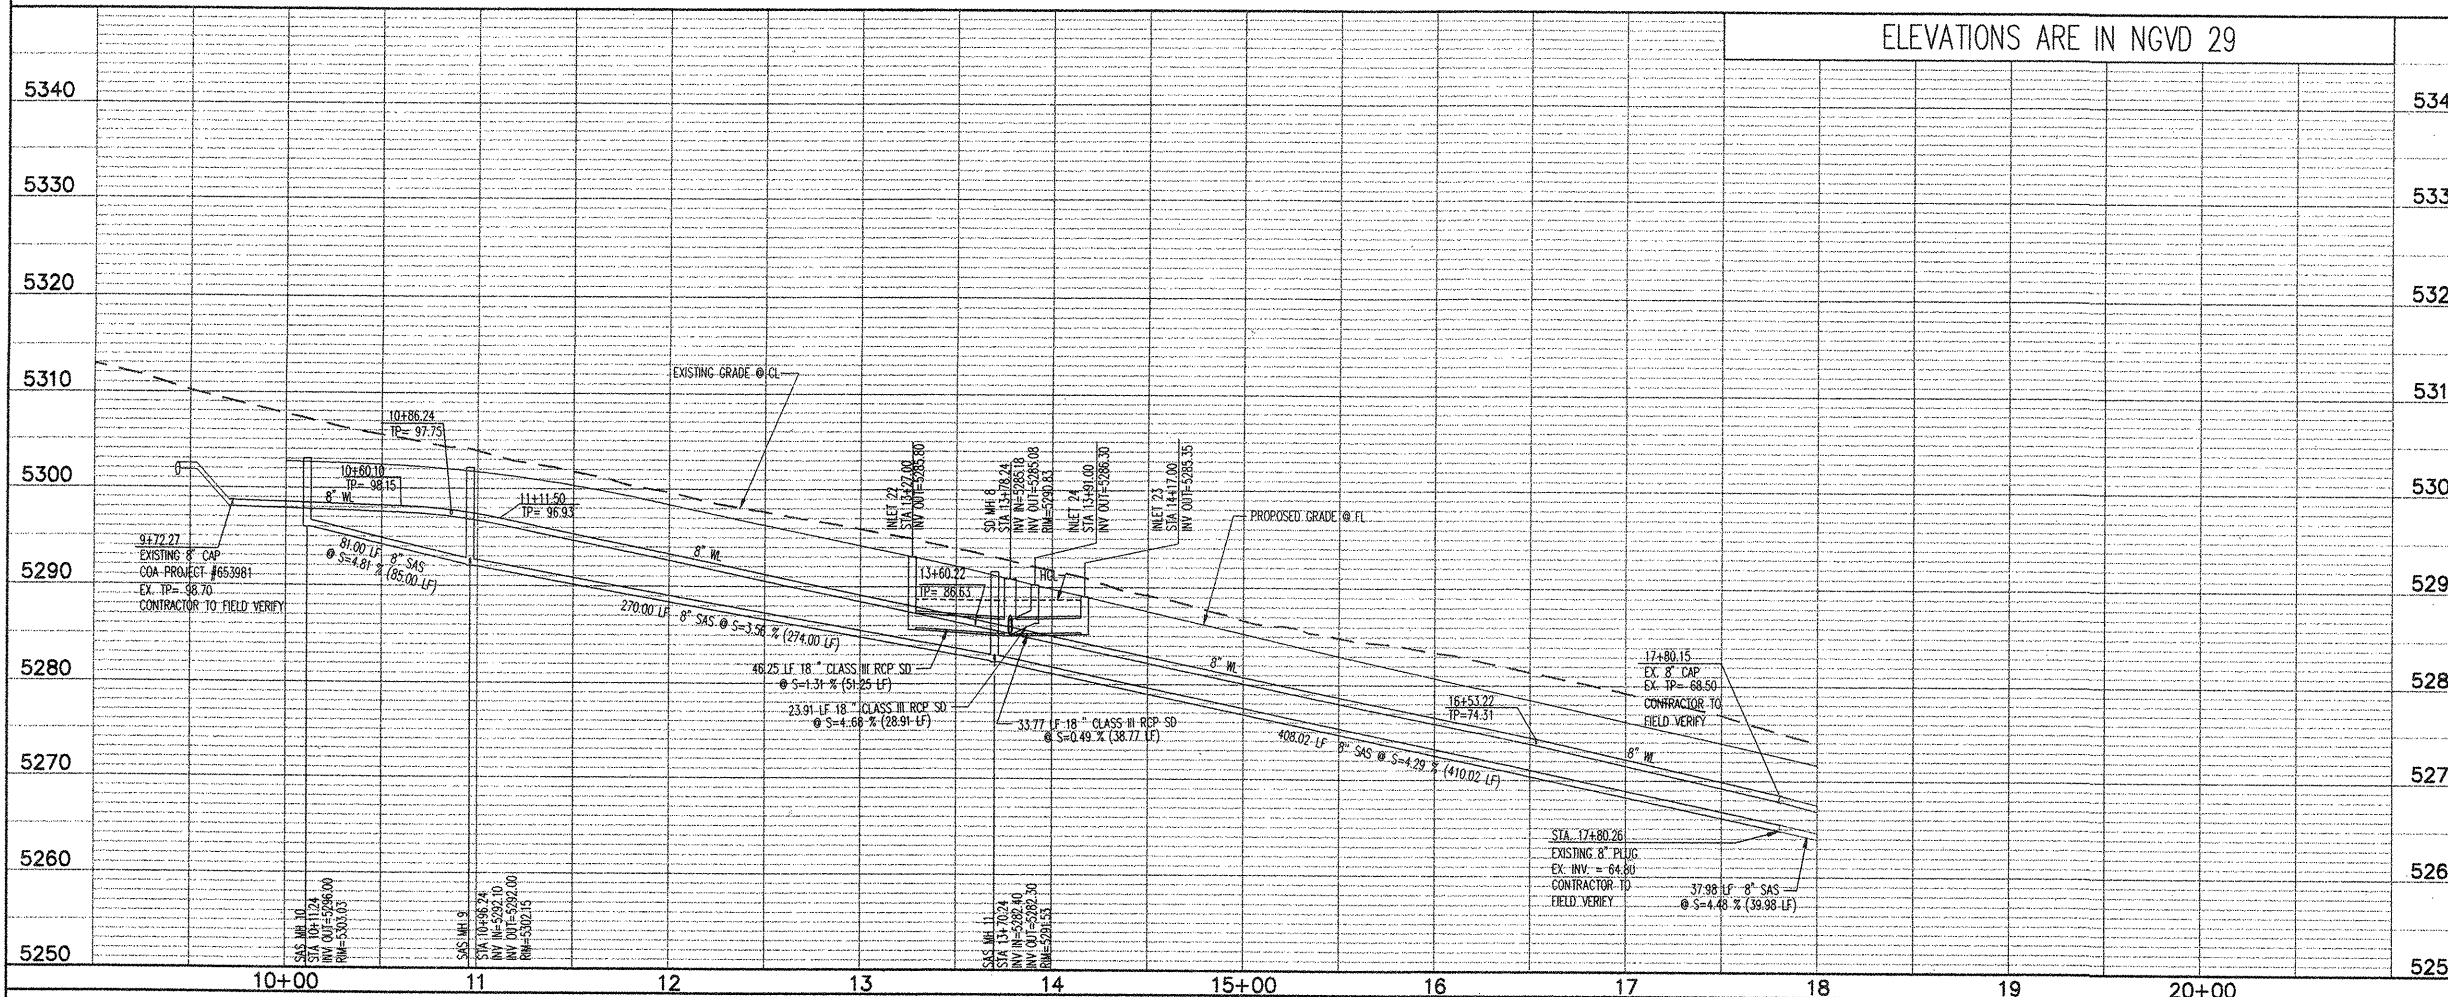 ELEVATIONS ARE IN NGVD 29
5340
5330
5320
5310
5300
5290
5280
5270
5260
5250
534
533
532
531
530
529
528
527
526
525
EXISTING GRADE @ CL
10+86.24
TP= 97.75
10+60.10
TP= 98.15
8" WL
11+11.50
TP= 96.93
9+72.27
EXISTING 8" CAP
COA PROJECT #653981
EX. TP= 98.70
CONTRACTOR TO FIELD VERIFY
81.00 LF 8" SAS
@ S=4.81 % (85.00 LF)
8" WL
270.00 LF 8" SAS @ S=3.56 % (274.00 LF)
INLET 22
STA 13+27.00
INV OUT=5285.80
SD MH 8
STA 13+78.24
INV IN=5285.18
INV OUT=5285.08
RIM=5290.83
INLET 24
STA 13+91.00
INV OUT=5286.30
INLET 23
STA 14+17.00
INV OUT=5285.35
PROPOSED GRADE @ FL
13+60.22
TP= 86.63
HGL
46.25 LF 18 " CLASS III RCP SD
@ S=1.31 % (51.25 LF)
23.91 LF 18 " CLASS III RCP SD
@ S=4.68 % (28.91 LF)
33.77 LF 18 " CLASS III RCP SD
@ S=0.49 % (38.77 LF)
8" WL
17+80.15
EX. 8" CAP
EX. TP= 68.50
CONTRACTOR TO
FIELD VERIFY
16+53.22
TP=74.31
408.02 LF 8" SAS @ S=4.29 % (410.02 LF)
8" WL
STA. 17+80.26
EXISTING 8" PLUG
EX. INV. = 64.80
CONTRACTOR TO
FIELD VERIFY
37.98 LF 8" SAS
@ S=4.48 % (39.98 LF)
SAS MH 10
STA 10+11.24
INV OUT=5296.00
RIM=5303.03
SAS MH 9
STA 10+96.24
INV IN=5292.10
INV OUT=5292.00
RIM=5302.15
SAS MH 11
STA 13+70.24
INV IN=5282.40
INV OUT=5282.30
RIM=5291.53
10+00
11
12
13
14
15+00
16
17
18
19
20+00